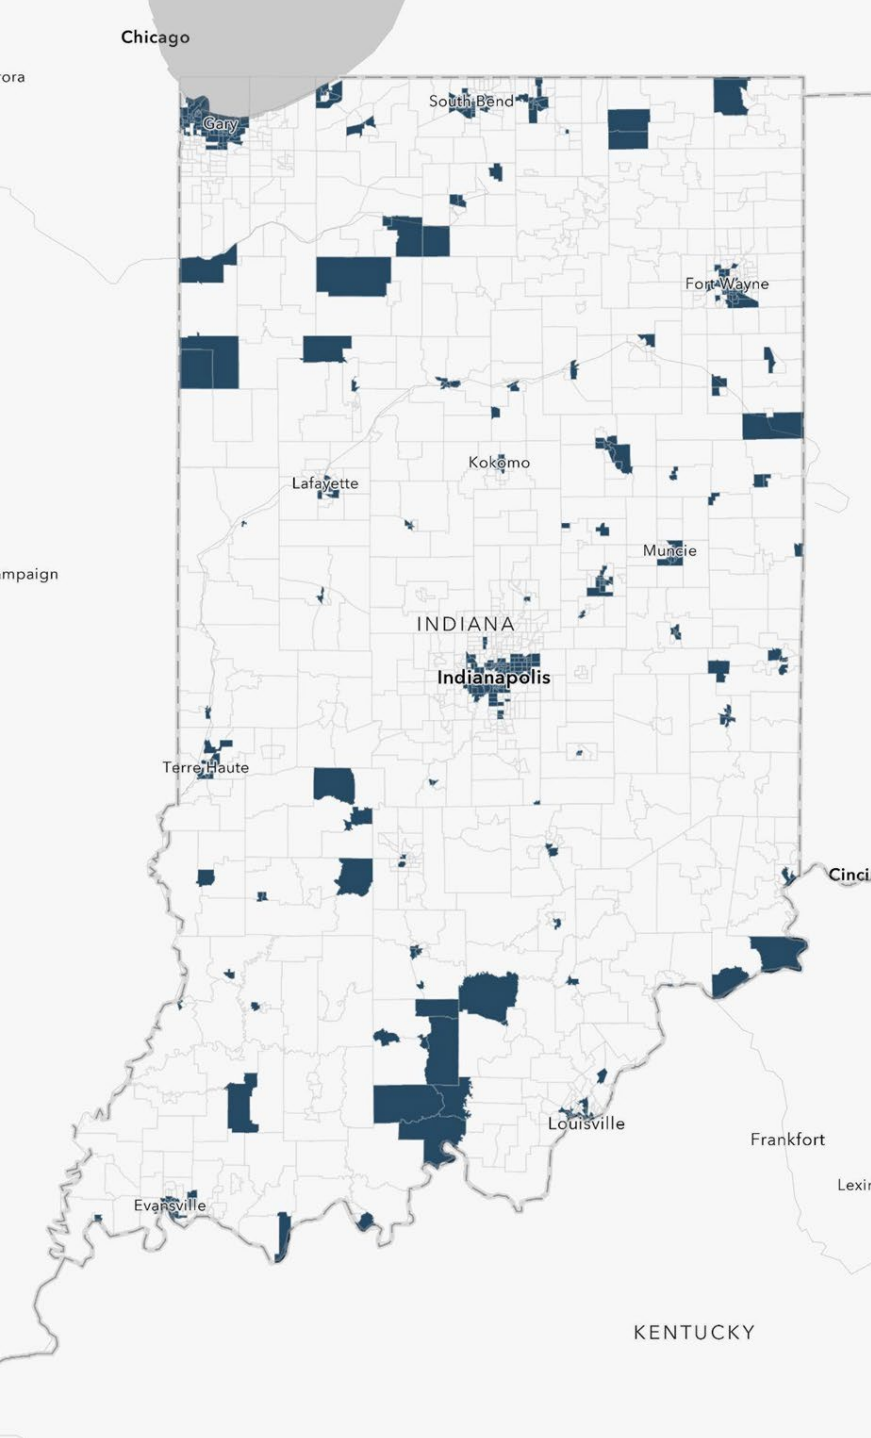 Chicago
rora
South Bend
Gary
Fort Wayne
Kokomo
Lafayette
Muncie
mpaign
INDIANA
Indianapolis
Terre Haute
Cinci
Louisville
Frankfort
Lexin
Evansville
KENTUCKY